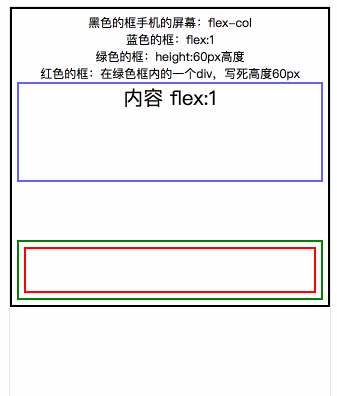 黑色的框手机的屏幕：flex-col
蓝色的框：flex:1
绿色的框：height:60px高度
红色的框：在绿色框内的一个div，写死高度60px
内容 flex:1